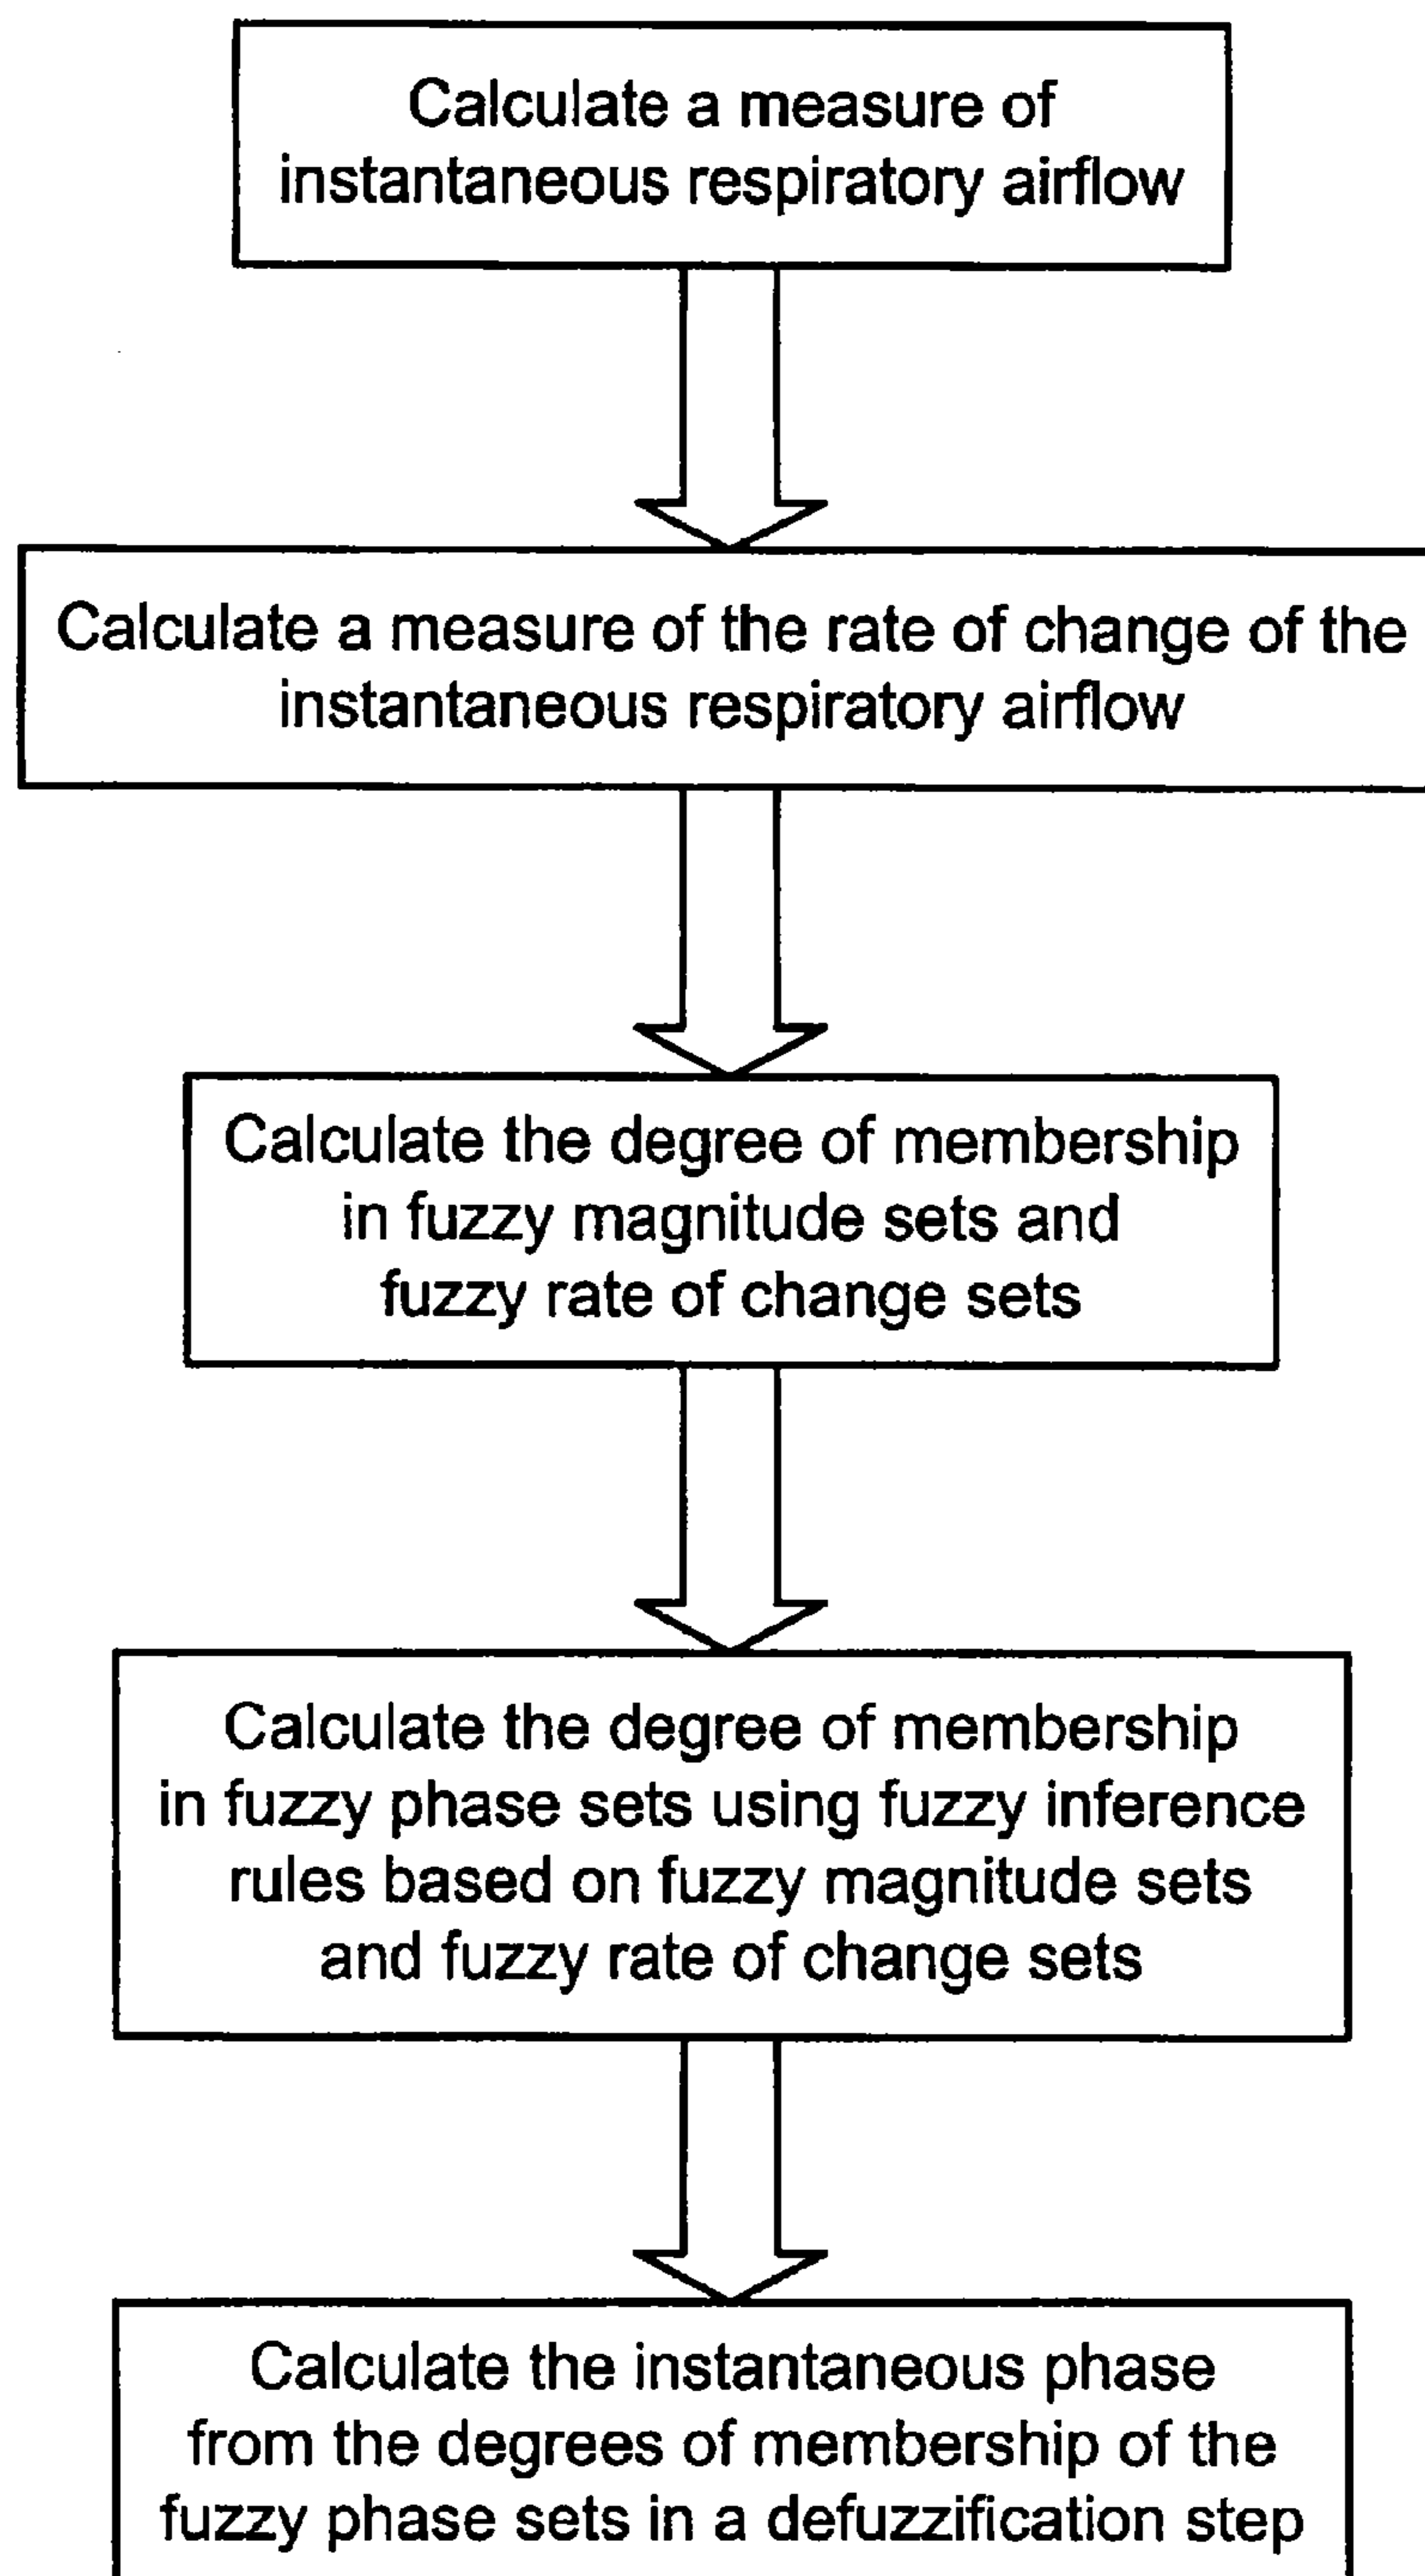 Calculate a measure of
instantaneous respiratory airflow
Calculate a measure of the rate of change of the
instantaneous respiratory airflow
Calculate the degree of membership
in fuzzy magnitude sets and
fuzzy rate of change sets
Calculate the degree of membership
in fuzzy phase sets using fuzzy inference
rules based on fuzzy magnitude sets
and fuzzy rate of change sets
Calculate the instantaneous phase
from the degrees of membership of the
fuzzy phase sets in a defuzzification step